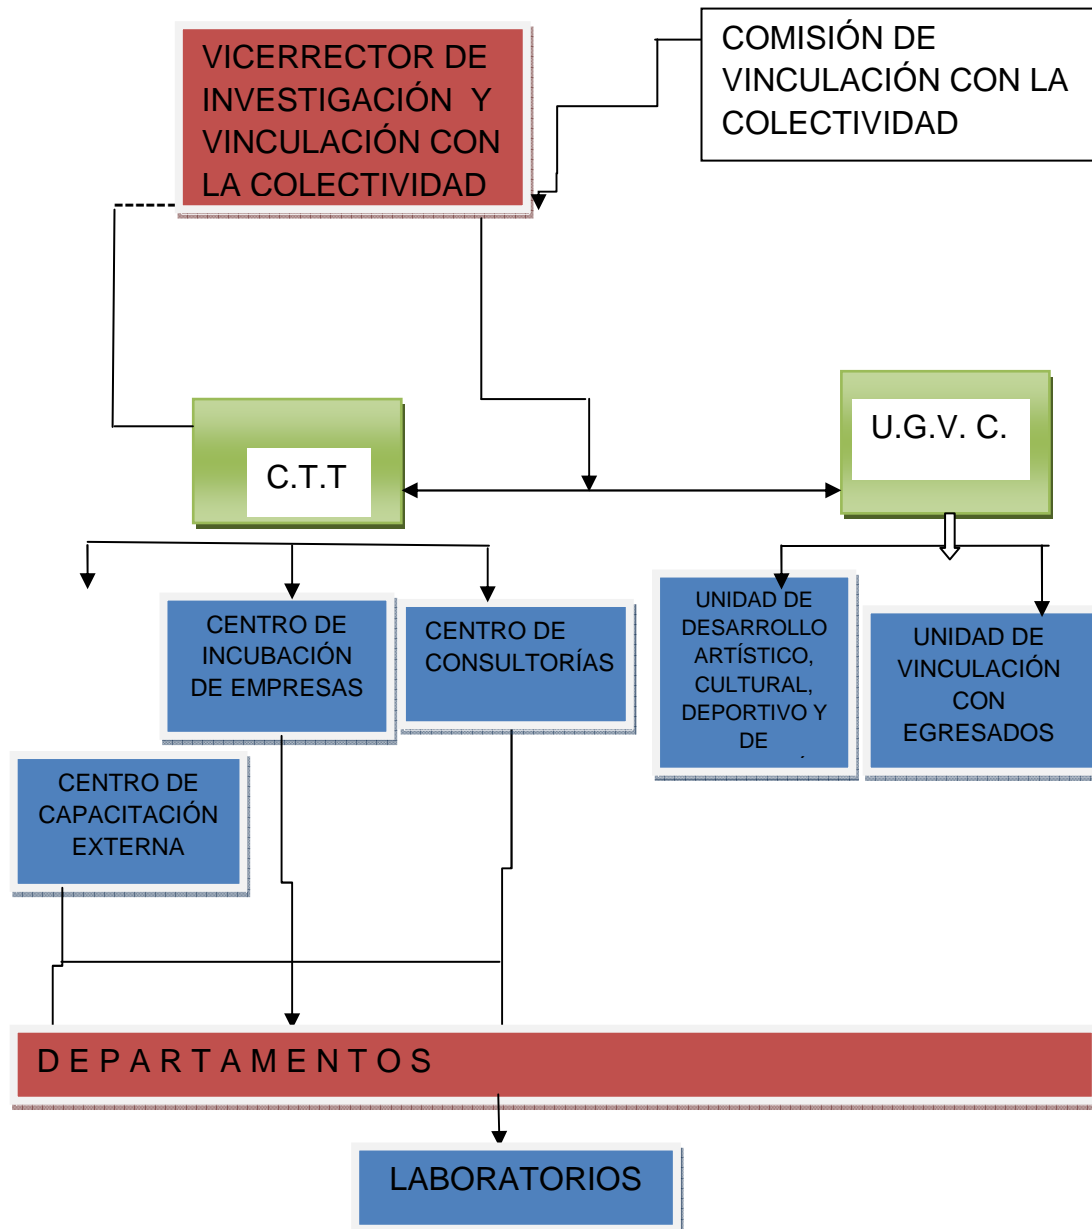 VICERRECTOR DE
INVESTIGACIÓN Y
VINCULACIÓN CON
LA COLECTIVIDAD
COMISIÓN DE
VINCULACIÓN CON LA
COLECTIVIDAD
C.T.T
U.G.V. C.
CENTRO DE
INCUBACIÓN
DE EMPRESAS
CENTRO DE
CONSULTORÍAS
UNIDAD DE
DESARROLLO
ARTÍSTICO,
CULTURAL,
DEPORTIVO Y
DE
UNIDAD DE
VINCULACIÓN
CON
EGRESADOS
CENTRO DE
CAPACITACIÓN
EXTERNA
D E P A R T A M E N T O S
LABORATORIOS